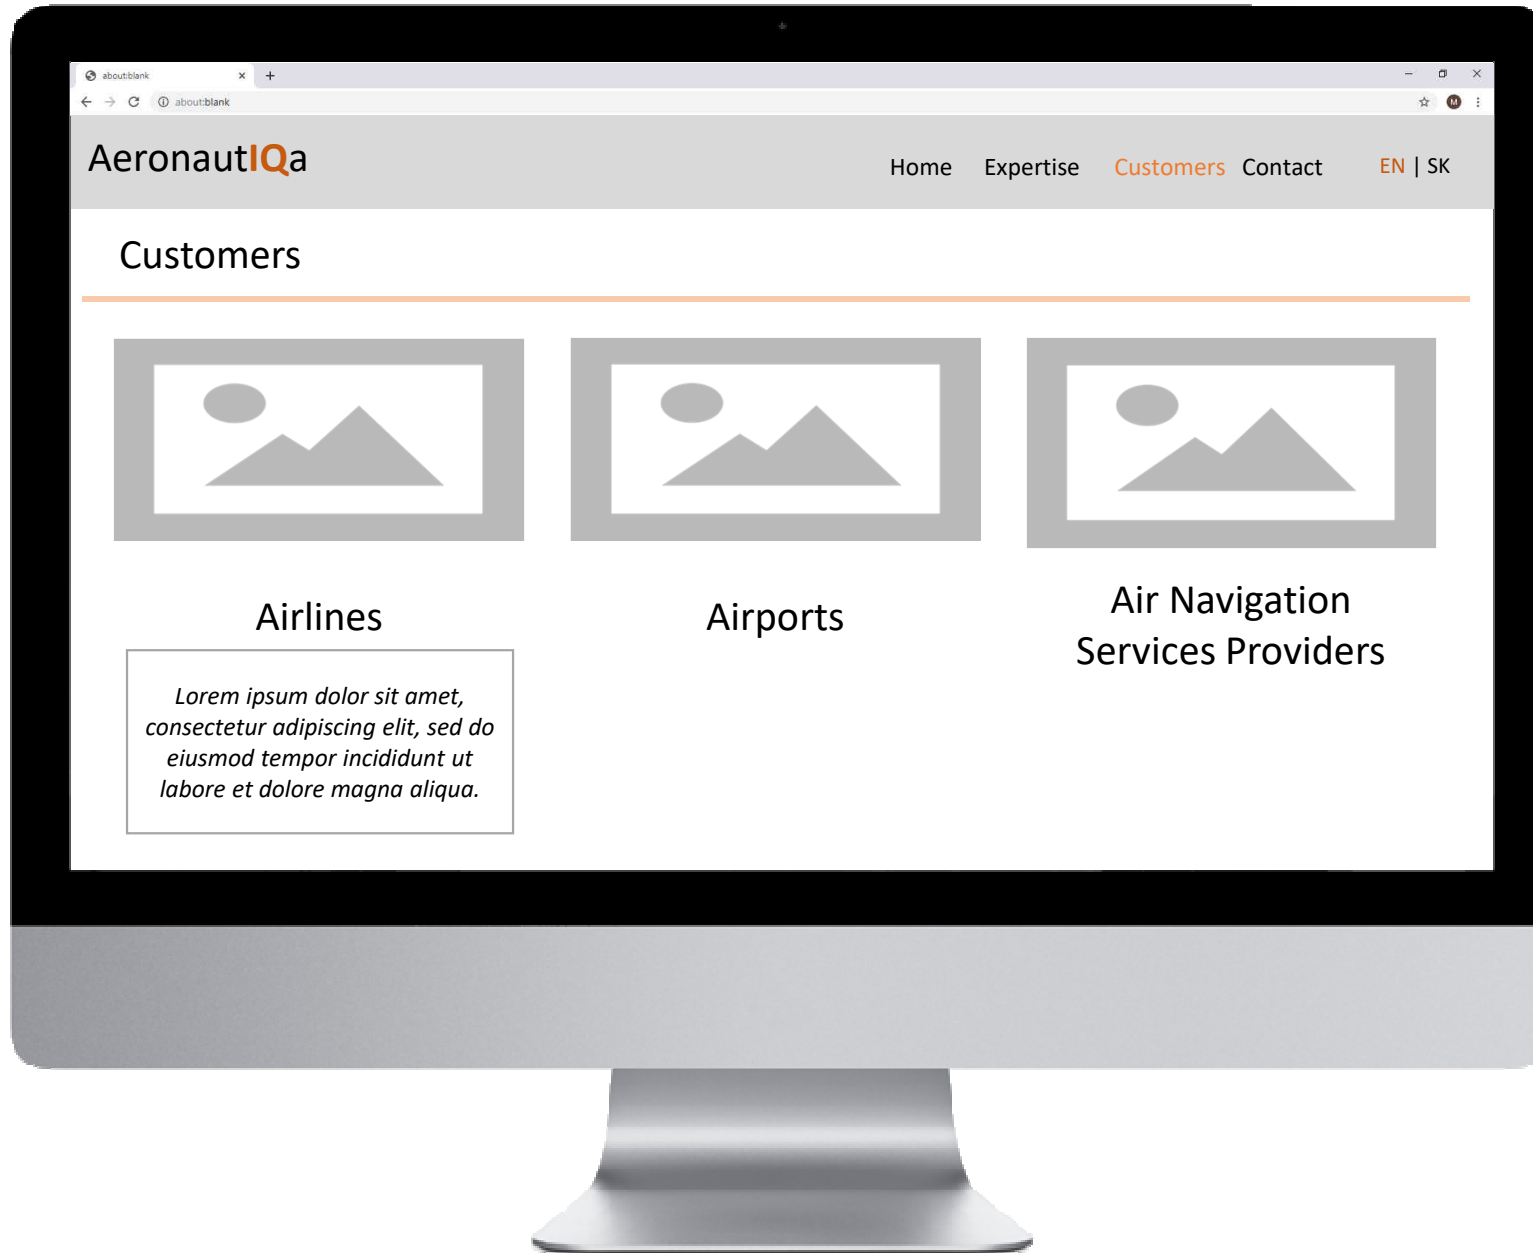 about:blank
about:blank
M
AeronautIQa
Home Expertise Customers Contact EN | SK
Customers
Airlines
Airports
Air Navigation
Services Providers
Lorem ipsum dolor sit amet,
consectetur adipiscing elit, sed do
eiusmod tempor incididunt ut
labore et dolore magna aliqua.